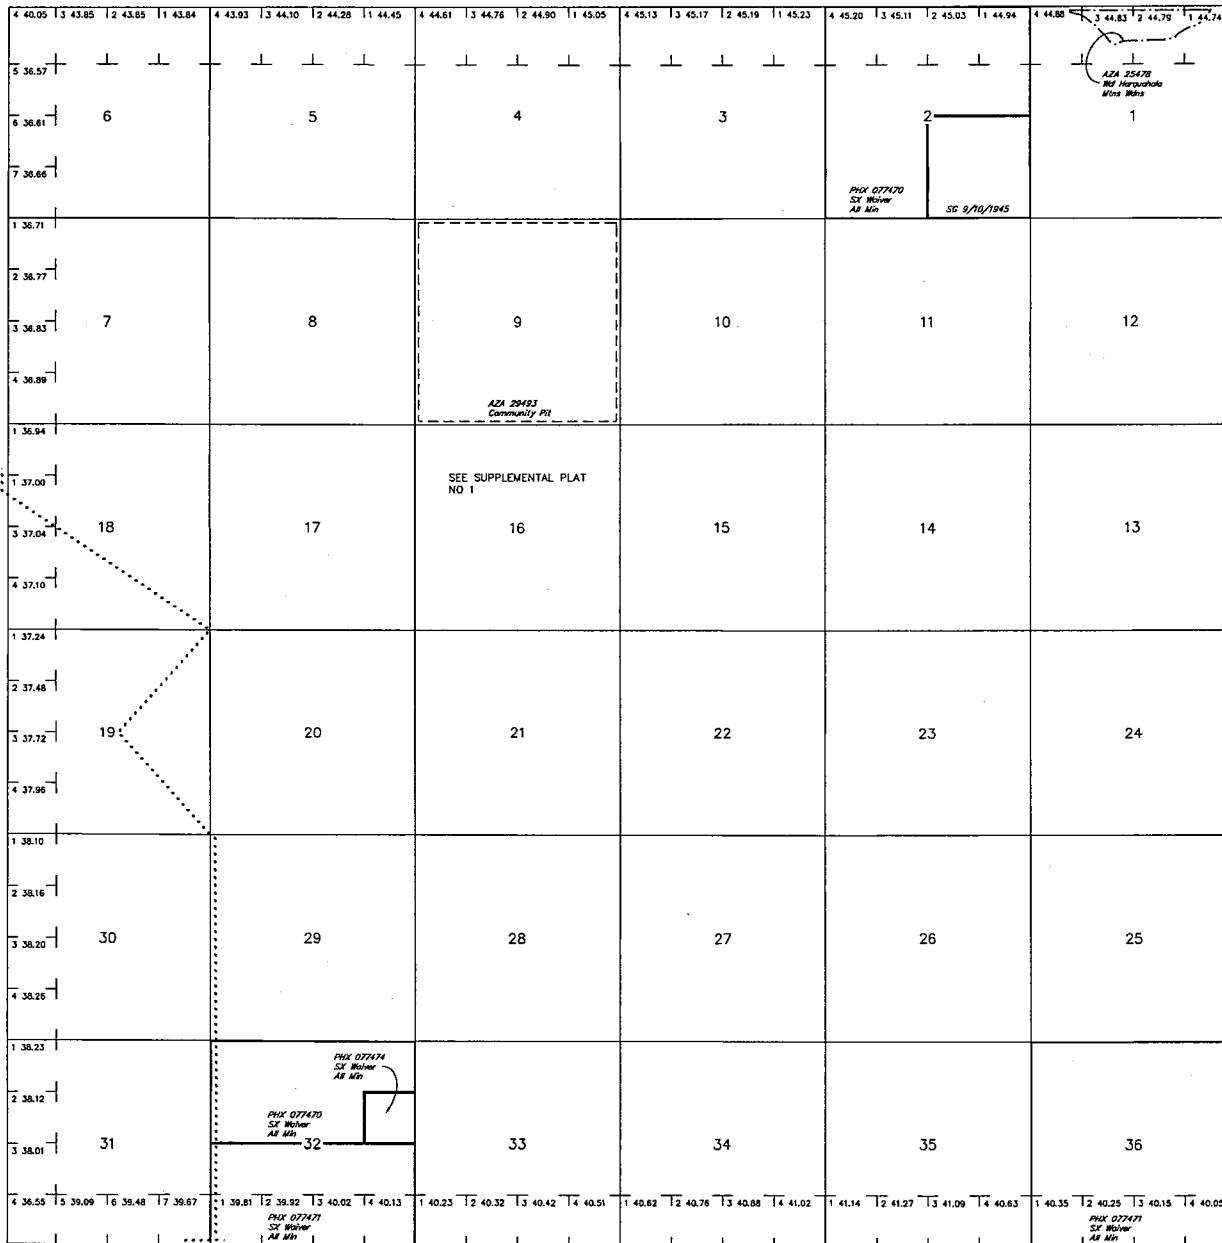 4 40.05 3 43.85 2 43.85 1 43.84 4 43.93 3 44.10 2 44.28 1 44.45 4 44.61 3 44.76 2 44.90 1 45.05 4 45.13 3 45.17 2 45.19 1 45.23 4 45.20 3 45.11 2 45.03 1 44.94 4 44.88 3 44.83 2 44.79 1 44.74
5 36.57
AZA 25478
Wdl Harquahala
Mtns Wdns
6 36.61 6 5 4 3 2 1
7 36.66
PHX 077470
SX Waiver
All Min
SG 9/10/1945
1 36.71
2 36.77
3 36.83 7 8 9 10 11 12
4 36.89
AZA 29493
Community Pit
1 36.94
1 37.00
SEE SUPPLEMENTAL PLAT
NO 1
3 37.04 18 17 16 15 14 13
4 37.10
1 37.24
2 37.48
3 37.72 19 20 21 22 23 24
4 37.96
1 38.10
2 38.16
3 38.20 30 29 28 27 26 25
4 38.26
1 38.23
PHX 077474
SX Waiver
All Min
2 38.12
PHX 077470
SX Waiver
All Min
3 38.01 31 32 33 34 35 36
4 36.55 5 39.09 6 39.48 7 39.67 1 39.81 2 39.92 3 40.02 4 40.13 1 40.23 2 40.32 3 40.42 4 40.51 1 40.62 2 40.76 3 40.88 4 41.02 1 41.14 2 41.27 3 41.09 4 40.63 1 40.35 2 40.25 3 40.15 4 40.05
PHX 077471
SX Waiver
All Min
PHX 077471
SX Waiver
All Min